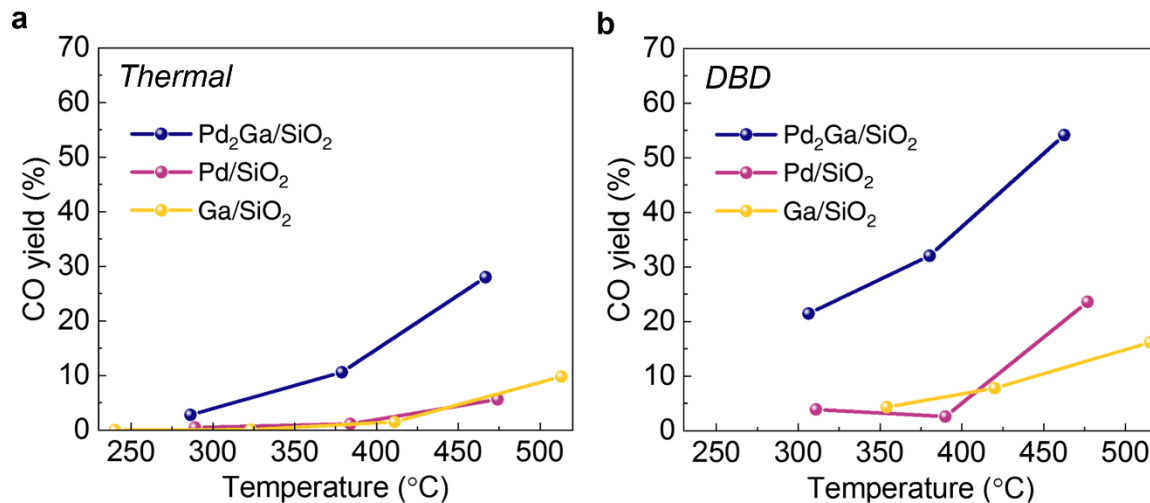 a
Thermal
Pd₂Ga/SiO₂
Pd/SiO₂
Ga/SiO₂
CO yield (%)
70
60
50
40
30
20
10
0
250 300 350 400 450 500
Temperature (°C)
b
DBD
Pd₂Ga/SiO₂
Pd/SiO₂
Ga/SiO₂
CO yield (%)
70
60
50
40
30
20
10
0
250 300 350 400 450 500
Temperature (°C)